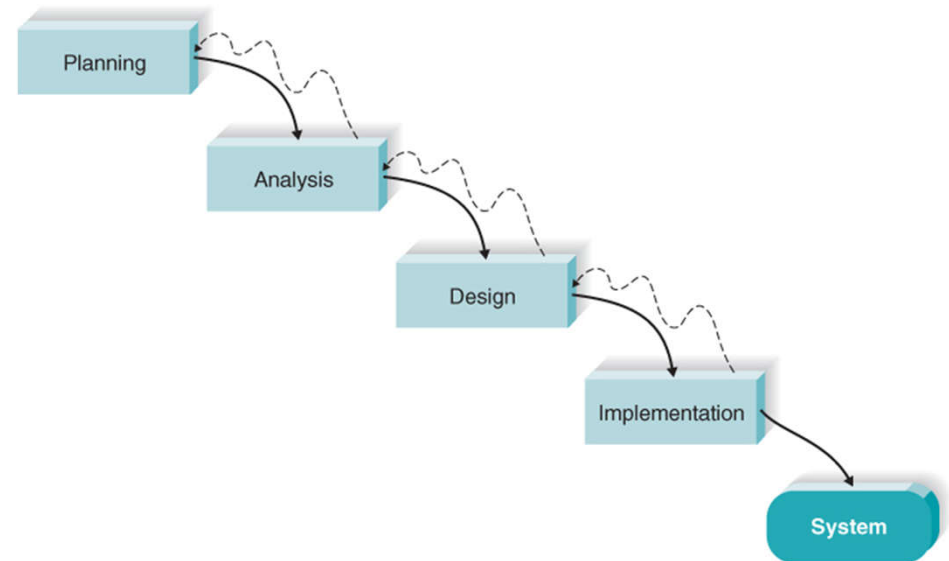 Planning
Analysis
Design
Implementation
System